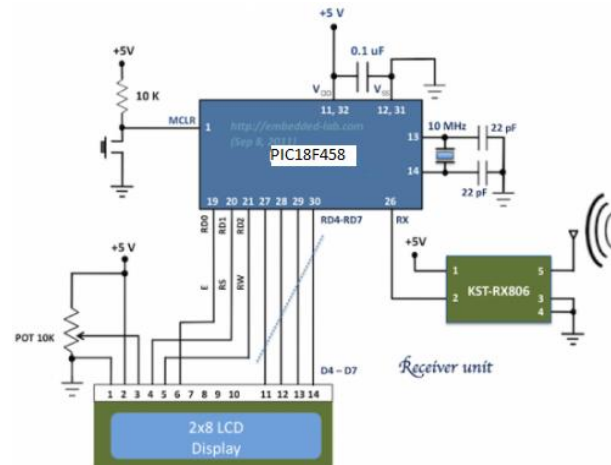 +5 V
0.1 uF
+5V
10 K
MCLR
VDD
VSS
11, 32
12, 31
1
http://embedded-lab.com
(Sep 8, 2011)
PIC18F458
13
14
10 MHz
22 pF
22 pF
19 20 21 27 28 29 30
26
RD0
RD1
RD2
RD4-RD7
RX
E
RS
RW
+5V
1
2
KST-RX806
5
3
4
+5 V
POT 10K
D4 – D7
Receiver unit
1 2 3 4 5 6 7 8 9 10 11 12 13 14
2x8 LCD
Display